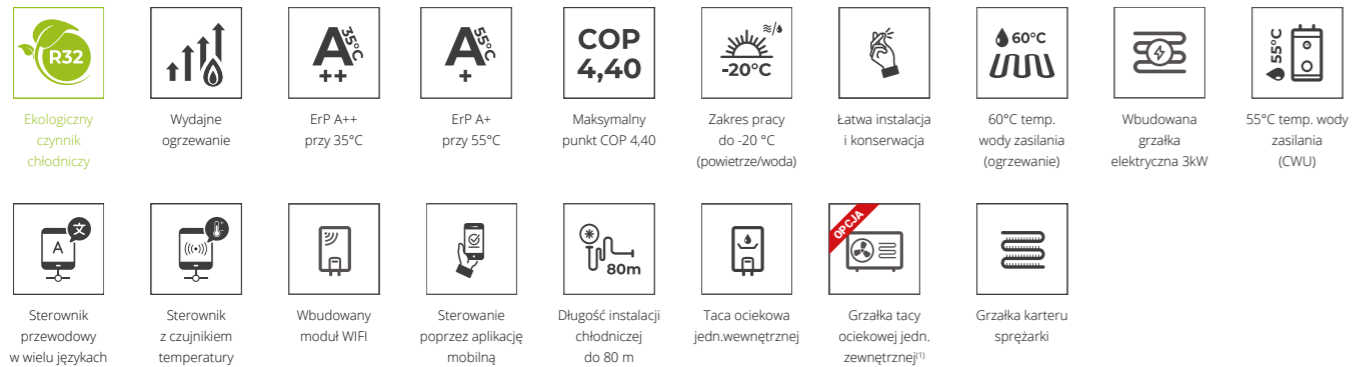 R32
A
35°C
++
A
55°C
+
COP
4,40
-20°C
60°C
55°C
Ekologiczny
czynnik
chłodniczy
Wydajne
ogrzewanie
ErP A++
przy 35°C
ErP A+
przy 55°C
Maksymalny
punkt COP 4,40
Zakres pracy
do -20 °C
(powietrze/woda)
Łatwa instalacja
i konserwacja
60°C temp.
wody zasilania
(ogrzewanie)
Wbudowana
grzałka
elektryczna 3kW
55°C temp. wody
zasilania
(CWU)
A 文
80m
OPCJA
Sterownik
przewodowy
w wielu językach
Sterownik
z czujnikiem
temperatury
Wbudowany
moduł WIFI
Sterowanie
poprzez aplikację
mobilną
Długość instalacji
chłodniczej
do 80 m
Taca ociekowa
jedn.wewnętrznej
Grzałka tacy
ociekowej jedn.
zewnętrznej(1)
Grzałka karteru
sprężarki